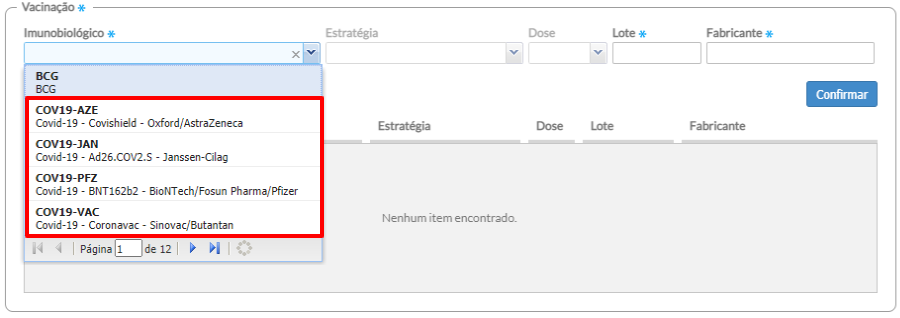 Vacinação *
Imunobiológico * Estratégia Dose Lote * Fabricante *
BCG
BCG
Confirmar
COV19-AZE
Covid-19 - Covishield - Oxford/AstraZeneca
Estratégia Dose Lote Fabricante
COV19-JAN
Covid-19 - Ad26.COV2.S - Janssen-Cilag
COV19-PFZ
Covid-19 - BNT162b2 - BioNTech/Fosun Pharma/Pfizer
COV19-VAC
Covid-19 - Coronavac - Sinovac/Butantan
Nenhum item encontrado.
Página 1 de 12